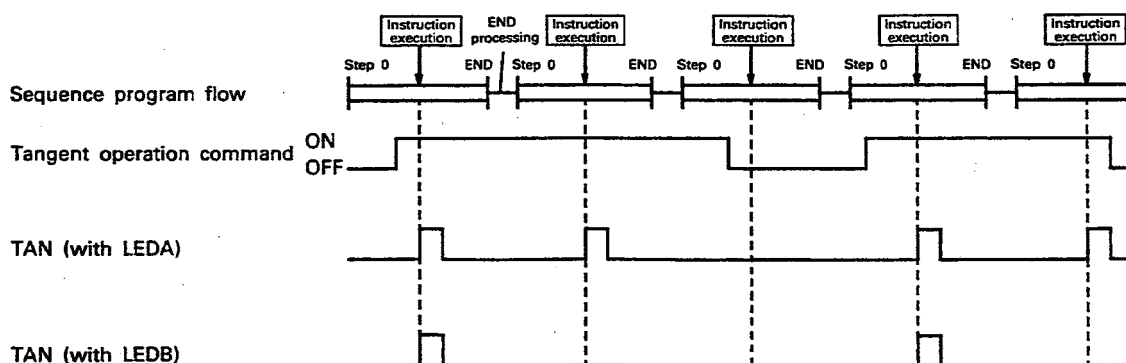 Instruction execution
END processing
Instruction execution
Instruction execution
Instruction execution
Instruction execution
Step 0 END Step 0 END Step 0 END Step 0 END Step 0
Sequence program flow
Tangent operation command ON
OFF
TAN (with LEDA)
TAN (with LEDB)